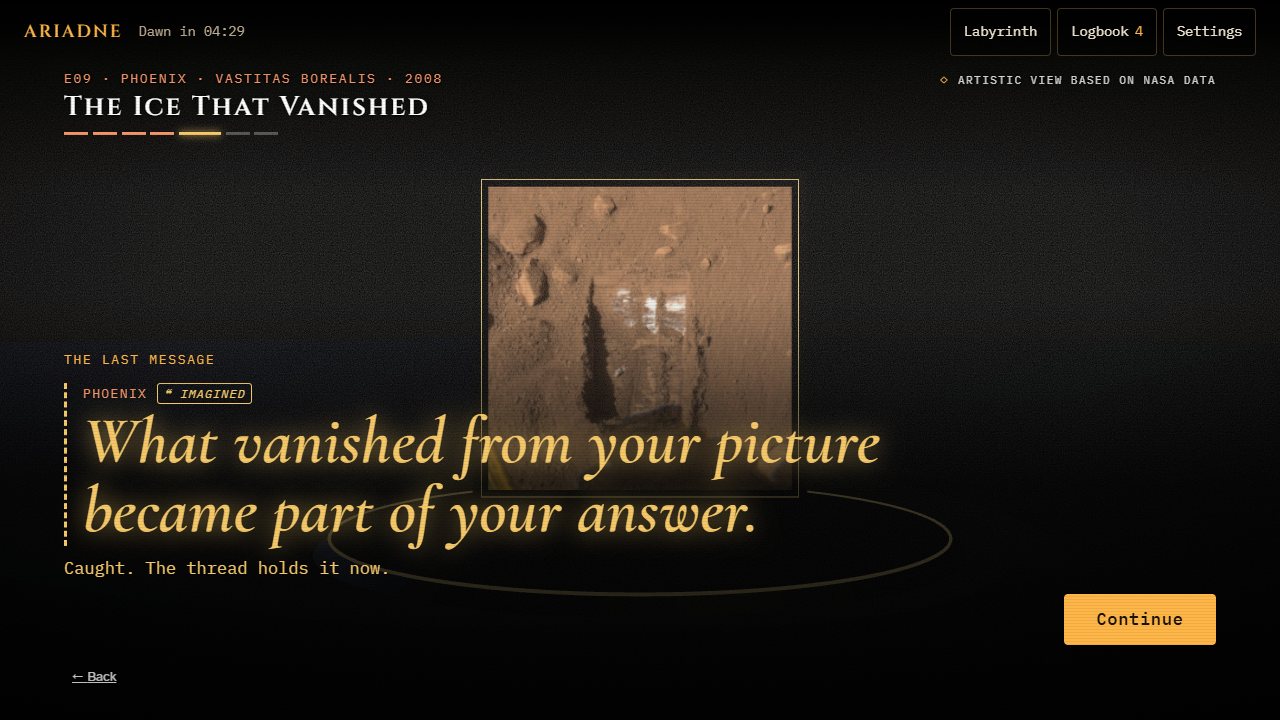 ARIADNE Dawn in 04:29 Labyrinth Logbook 4 Settings
E09 · PHOENIX · VASTITAS BOREALIS · 2008
◇ ARTISTIC VIEW BASED ON NASA DATA
The Ice That Vanished
THE LAST MESSAGE
PHOENIX ❝ IMAGINED
What vanished from your picture
became part of your answer.
Caught. The thread holds it now.
Continue
← Back